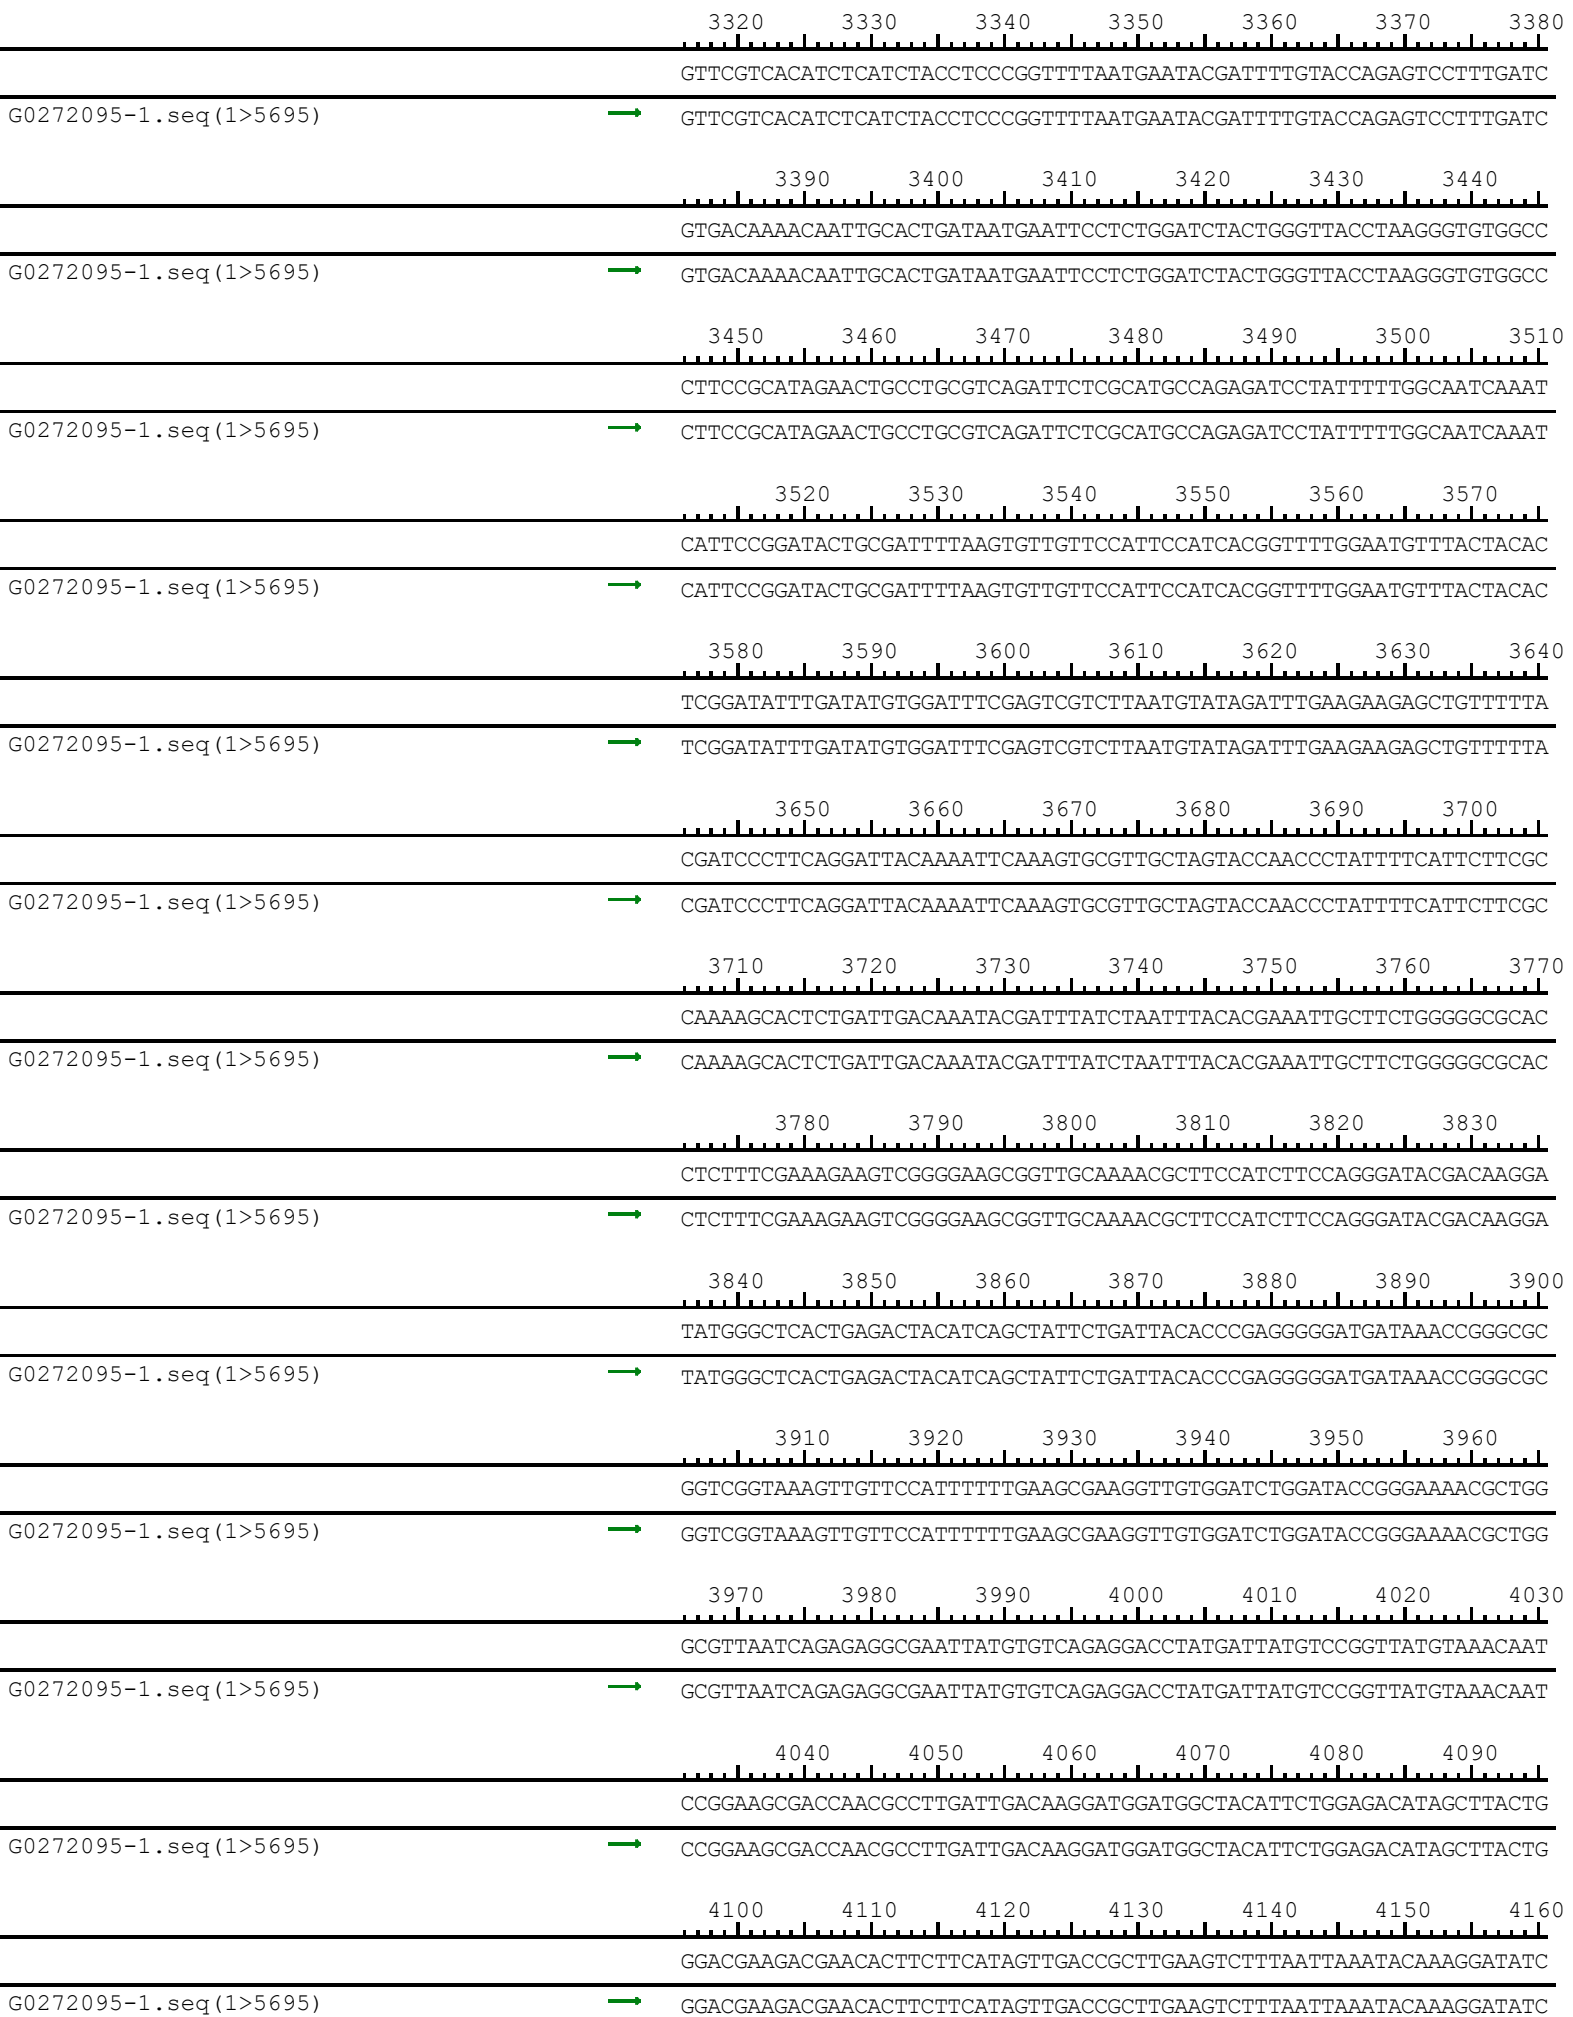 3320 3330 3340 3350 3360 3370 3380
GTTCGTCACATCTCATCTACCTCCCGGTTTTAATGAATACGATTTTGTACCAGAGTCCTTTGATC
G0272095-1.seq(1>5695) GTTCGTCACATCTCATCTACCTCCCGGTTTTAATGAATACGATTTTGTACCAGAGTCCTTTGATC
3390 3400 3410 3420 3430 3440
GTGACAAAACAATTGCACTGATAATGAATTCCTCTGGATCTACTGGGTTACCTAAGGGTGTGGCC
G0272095-1.seq(1>5695) GTGACAAAACAATTGCACTGATAATGAATTCCTCTGGATCTACTGGGTTACCTAAGGGTGTGGCC
3450 3460 3470 3480 3490 3500 3510
CTTCCGCATAGAACTGCCTGCGTCAGATTCTCGCATGCCAGAGATCCTATTTTTGGCAATCAAAT
G0272095-1.seq(1>5695) CTTCCGCATAGAACTGCCTGCGTCAGATTCTCGCATGCCAGAGATCCTATTTTTGGCAATCAAAT
3520 3530 3540 3550 3560 3570
CATTCCGGATACTGCGATTTTAAGTGTTGTTCCATTCCATCACGGTTTTGGAATGTTTACTACAC
G0272095-1.seq(1>5695) CATTCCGGATACTGCGATTTTAAGTGTTGTTCCATTCCATCACGGTTTTGGAATGTTTACTACAC
3580 3590 3600 3610 3620 3630 3640
TCGGATATTTGATATGTGGATTTCGAGTCGTCTTAATGTATAGATTTGAAGAAGAGCTGTTTTTA
G0272095-1.seq(1>5695) TCGGATATTTGATATGTGGATTTCGAGTCGTCTTAATGTATAGATTTGAAGAAGAGCTGTTTTTA
3650 3660 3670 3680 3690 3700
CGATCCCTTCAGGATTACAAAATTCAAAGTGCGTTGCTAGTACCAACCCTATTTTCATTCTTCGC
G0272095-1.seq(1>5695) CGATCCCTTCAGGATTACAAAATTCAAAGTGCGTTGCTAGTACCAACCCTATTTTCATTCTTCGC
3710 3720 3730 3740 3750 3760 3770
CAAAAGCACTCTGATTGACAAATACGATTTATCTAATTTACACGAAATTGCTTCTGGGGGCGCAC
G0272095-1.seq(1>5695) CAAAAGCACTCTGATTGACAAATACGATTTATCTAATTTACACGAAATTGCTTCTGGGGGCGCAC
3780 3790 3800 3810 3820 3830
CTCTTTCGAAAGAAGTCGGGGAAGCGGTTGCAAAACGCTTCCATCTTCCAGGGATACGACAAGGA
G0272095-1.seq(1>5695) CTCTTTCGAAAGAAGTCGGGGAAGCGGTTGCAAAACGCTTCCATCTTCCAGGGATACGACAAGGA
3840 3850 3860 3870 3880 3890 3900
TATGGGCTCACTGAGACTACATCAGCTATTCTGATTACACCCGAGGGGGATGATAAACCGGGCGC
G0272095-1.seq(1>5695) TATGGGCTCACTGAGACTACATCAGCTATTCTGATTACACCCGAGGGGGATGATAAACCGGGCGC
3910 3920 3930 3940 3950 3960
GGTCGGTAAAGTTGTTCCATTTTTTGAAGCGAAGGTTGTGGATCTGGATACCGGGAAAACGCTGG
G0272095-1.seq(1>5695) GGTCGGTAAAGTTGTTCCATTTTTTGAAGCGAAGGTTGTGGATCTGGATACCGGGAAAACGCTGG
3970 3980 3990 4000 4010 4020 4030
GCGTTAATCAGAGAGGCGAATTATGTGTCAGAGGACCTATGATTATGTCCGGTTATGTAAACAAT
G0272095-1.seq(1>5695) GCGTTAATCAGAGAGGCGAATTATGTGTCAGAGGACCTATGATTATGTCCGGTTATGTAAACAAT
4040 4050 4060 4070 4080 4090
CCGGAAGCGACCAACGCCTTGATTGACAAGGATGGATGGCTACATTCTGGAGACATAGCTTACTG
G0272095-1.seq(1>5695) CCGGAAGCGACCAACGCCTTGATTGACAAGGATGGATGGCTACATTCTGGAGACATAGCTTACTG
4100 4110 4120 4130 4140 4150 4160
GGACGAAGACGAACACTTCTTCATAGTTGACCGCTTGAAGTCTTTAATTAAATACAAAGGATATC
G0272095-1.seq(1>5695) GGACGAAGACGAACACTTCTTCATAGTTGACCGCTTGAAGTCTTTAATTAAATACAAAGGATATC